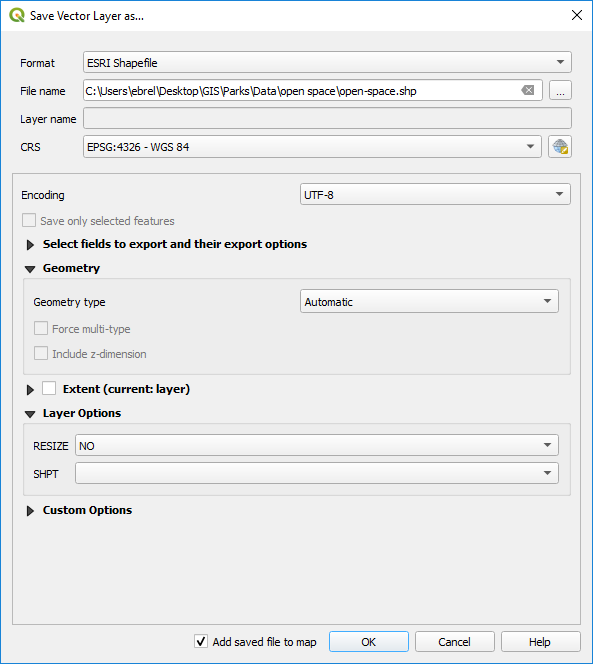 Save Vector Layer as...
Format ESRI Shapefile
File name C:\Users\ebrel\Desktop\GIS\Parks\Data\open space\open-space.shp ...
Layer name
CRS EPSG:4326 - WGS 84
Encoding UTF-8
Save only selected features
Select fields to export and their export options
Geometry
Geometry type Automatic
Force multi-type
Include z-dimension
Extent (current: layer)
Layer Options
RESIZE NO
SHPT
Custom Options
Add saved file to map OK Cancel Help